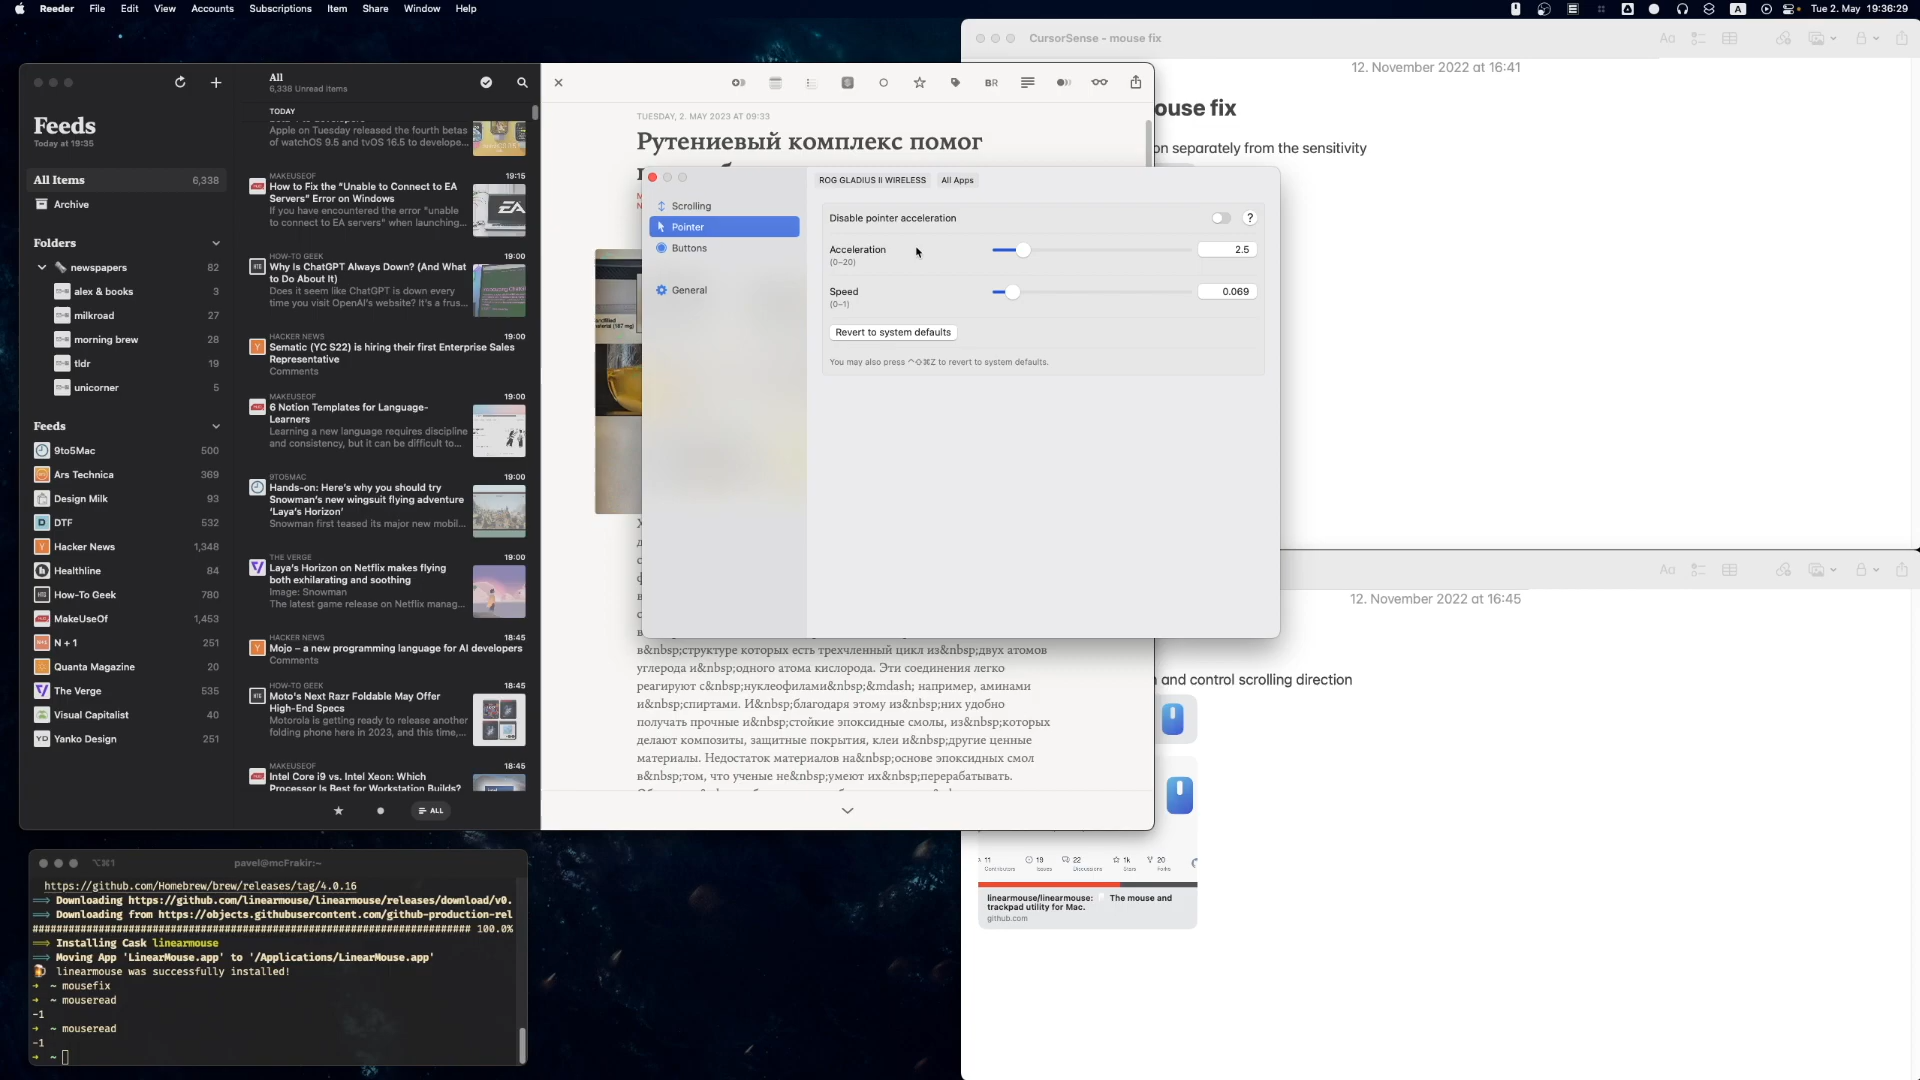 Reeder File Edit View Accounts Subscriptions Item Share Window Help
A
Tue 2. May 19:36:29
CursorSense - mouse fix
12. November 2022 at 16:41
ouse fix
on separately from the sensitivity
Feeds
Today at 19:35
All Items 6,338
Archive
Folders
newspapers 82
alex & books 3
milkroad 27
morning brew 28
tldr 19
unicorner 5
Feeds
9to5Mac 500
Ars Technica 369
Design Milk 93
DTF 532
Hacker News 1,348
Healthline 84
How-To Geek 780
MakeUseOf 1,453
N + 1 251
Quanta Magazine 20
The Verge 535
Visual Capitalist 40
Yanko Design 251
All
6,338 Unread Items
TODAY
Apple on Tuesday released the fourth betas
of watchOS 9.5 and tvOS 16.5 to develope...
MAKEUSEOF 19:15
How to Fix the "Unable to Connect to EA
Servers" Error on Windows
If you have encountered the error "unable
to connect to EA servers" when launching...
HOW-TO GEEK 19:00
Why Is ChatGPT Always Down? (And What
to Do About It)
Does it seem like ChatGPT is down every
time you visit OpenAI's website? It's a frus...
HACKER NEWS 19:00
Sematic (YC S22) is hiring their first Enterprise Sales
Representative
Comments
MAKEUSEOF 19:00
6 Notion Templates for Language-
Learners
Learning a new language requires discipline
and consistency, but it can be difficult to...
9TO5MAC 19:00
Hands-on: Here's why you should try
Snowman's new wingsuit flying adventure
'Laya's Horizon'
Snowman first teased its major new mobil...
THE VERGE 19:00
Laya's Horizon on Netflix makes flying
both exhilarating and soothing
Image: Snowman
The latest game release on Netflix manag...
HACKER NEWS 18:45
Mojo – a new programming language for AI developers
Comments
HOW-TO GEEK 18:45
Moto's Next Razr Foldable May Offer
High-End Specs
Motorola is getting ready to release another
folding phone here in 2023, and this time,...
MAKEUSEOF 18:45
Intel Core i9 vs. Intel Xeon: Which
Processor Is Best for Workstation Builds?
ALL
BR
TUESDAY, 2. MAY 2023 AT 09:33
Рутениевый комплекс помог
в&nbsp;структуре которых есть трехчленный цикл из&nbsp;двух атомов
углерода и&nbsp;одного атома кислорода. Эти соединения легко
реагируют с&nbsp;нуклеофилами&nbsp;&mdash; например, аминами
и&nbsp;спиртами. И&nbsp;благодаря этому из&nbsp;них удобно
получать прочные и&nbsp;стойкие эпоксидные смолы, из&nbsp;которых
делают композиты, защитные покрытия, клеи и&nbsp;другие ценные
материалы. Недостаток материалов на&nbsp;основе эпоксидных смол
в&nbsp;том, что ученые не&nbsp;умеют их&nbsp;перерабатывать.
Scrolling
Pointer
Buttons
General
ROG GLADIUS II WIRELESS All Apps
Disable pointer acceleration ?
Acceleration 2.5
(0–20)
Speed 0.069
(0–1)
Revert to system defaults
You may also press ⌃⇧⌘Z to revert to system defaults.
12. November 2022 at 16:45
n and control scrolling direction
11 19 22 1k 20
Contributors Issues Discussions Stars Forks
linearmouse/linearmouse: The mouse and
trackpad utility for Mac.
github.com
⌥⌘1 pavel@mcFrakir:~
https://github.com/Homebrew/brew/releases/tag/4.0.16
==> Downloading https://github.com/linearmouse/linearmouse/releases/download/v0.
==> Downloading from https://objects.githubusercontent.com/github-production-rel
######################################################################## 100.0%
==> Installing Cask linearmouse
==> Moving App 'LinearMouse.app' to '/Applications/LinearMouse.app'
linearmouse was successfully installed!
→ ~ mousefix
→ ~ mouseread
-1
→ ~ mouseread
-1
→ ~